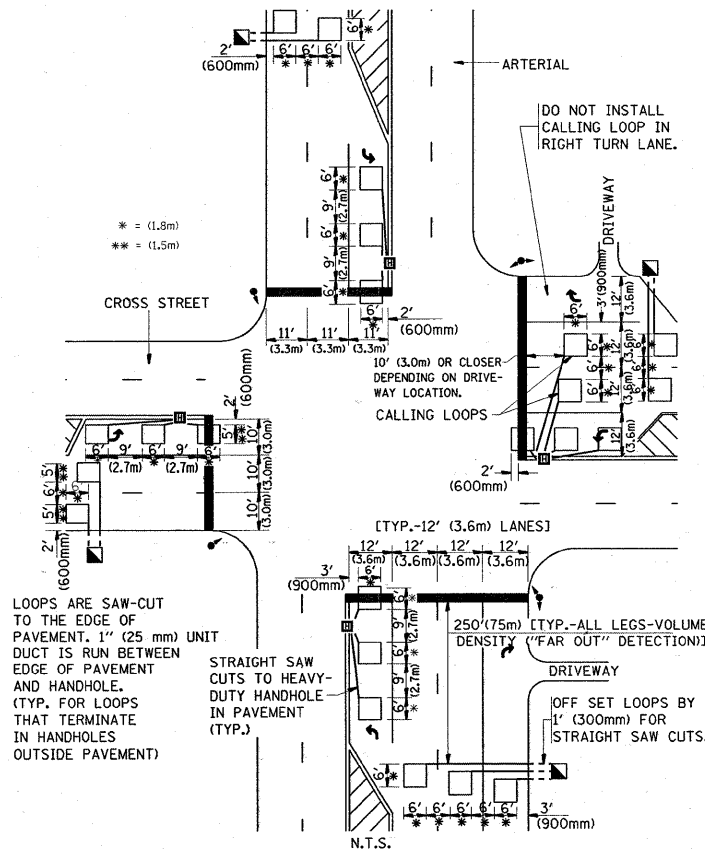 6'
6'
6'
6'
2'
(600mm)
ARTERIAL
DO NOT INSTALL
CALLING LOOP IN
RIGHT TURN LANE.
DRIVEWAY
* = (1.8m)
** = (1.5m)
6'
9'
(2.7m)
6'
9'
(2.7m)
6'
CROSS STREET
6'
2'
(600mm)
11'
(3.3m)
11'
(3.3m)
11'
(3.3m)
3'(900mm)
12'
(3.6m)
6'
10' (3.0m) OR CLOSER
DEPENDING ON DRIVE-
WAY LOCATION.
CALLING LOOPS
6'
6'
6'
12'
(3.6m)
12'
(3.6m)
12'
(3.6m)
6'
6'
2'
(600mm)
H
2'
(600mm)
5'
10'
(3.0m)
10'
(3.0m)
10'
(3.0m)
6'
9'
(2.7m)
6'
9'
(2.7m)
6'
5'
6'
5'
6'
2'
(600mm)
H
H
H
[TYP.-12' (3.6m) LANES]
12'
(3.6m)
12'
(3.6m)
12'
(3.6m)
12'
(3.6m)
3'
(900mm)
6'
6'
9'
(2.7m)
6'
9'
(2.7m)
6'
250'(75m) [TYP.-ALL LEGS-VOLUME
DENSITY ("FAR OUT" DETECTION)]
DRIVEWAY
LOOPS ARE SAW-CUT
TO THE EDGE OF
PAVEMENT. 1" (25 mm) UNIT
DUCT IS RUN BETWEEN
EDGE OF PAVEMENT
AND HANDHOLE.
(TYP. FOR LOOPS
THAT TERMINATE
IN HANDHOLES
OUTSIDE PAVEMENT)
STRAIGHT SAW
CUTS TO HEAVY-
DUTY HANDHOLE
IN PAVEMENT
(TYP.)
OFF SET LOOPS BY
1' (300mm) FOR
STRAIGHT SAW CUTS.
6'
6'
6'
6'
6'
6'
3'
(900mm)
N.T.S.